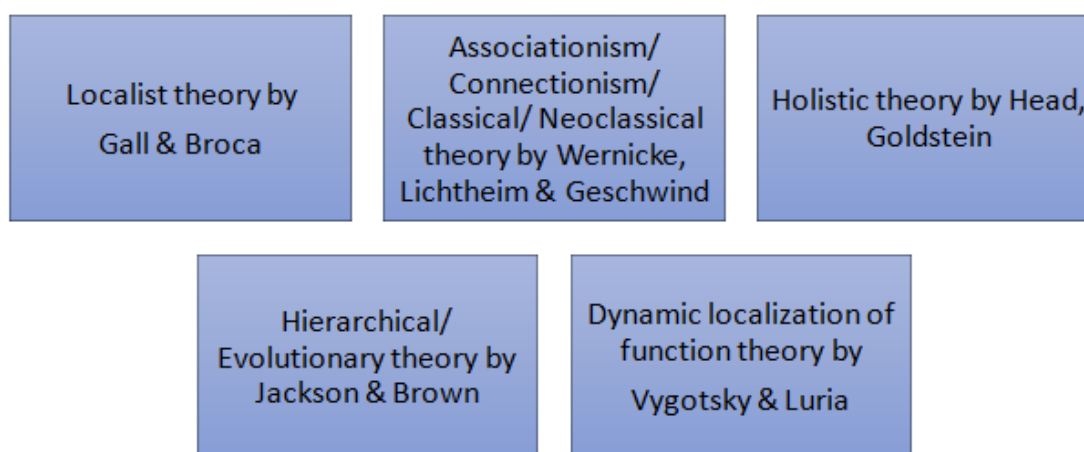 Localist theory by
Gall & Broca
Associationism/
Connectionism/
Classical/ Neoclassical
theory by Wernicke,
Lichtheim & Geschwind
Holistic theory by Head,
Goldstein
Hierarchical/
Evolutionary theory by
Jackson & Brown
Dynamic localization of
function theory by
Vygotsky & Luria